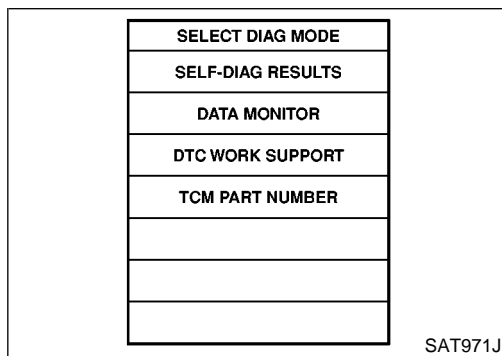 SELECT DIAG MODE
SELF-DIAG RESULTS
DATA MONITOR
DTC WORK SUPPORT
TCM PART NUMBER
SAT971J